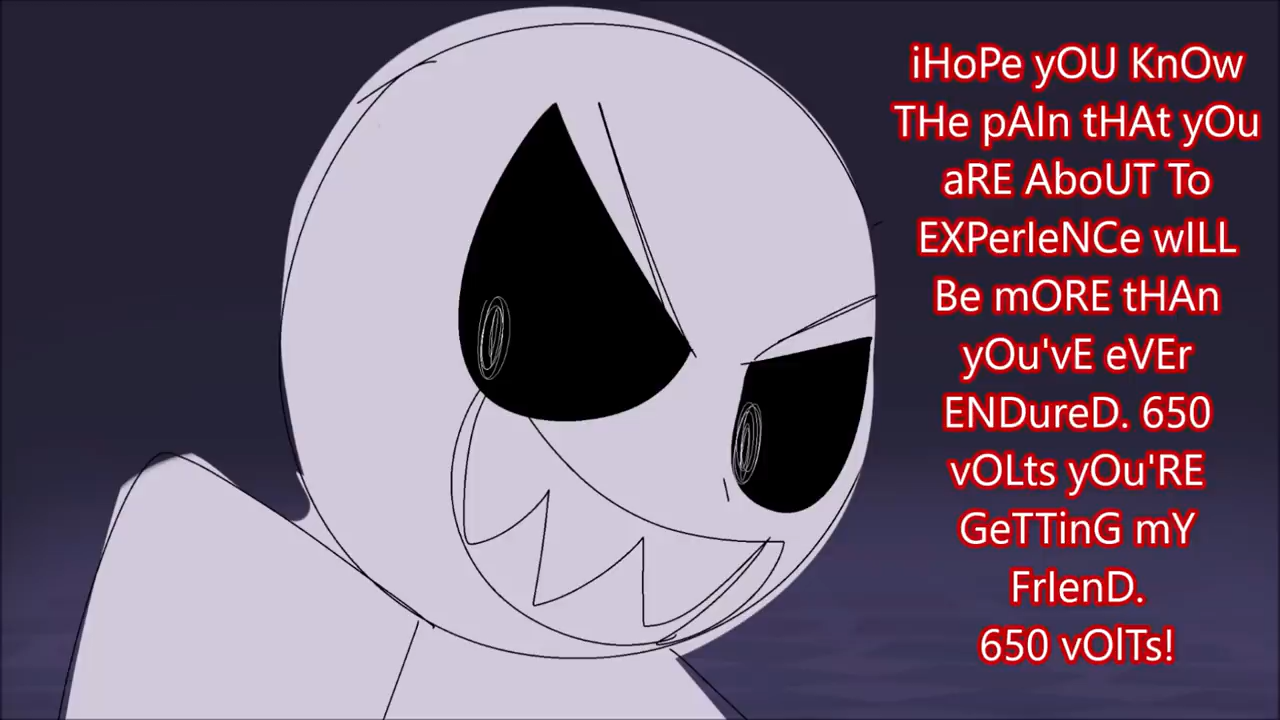 iHoPe yOU KnOw
THe pAIn tHAt yOu
aRE AboUT To
EXPerIeNCe wILL
Be mORE tHAn
yOu'vE eVEr
ENDureD. 650
vOLts yOu'RE
GeTTinG mY
FrIenD.
650 vOlTs!